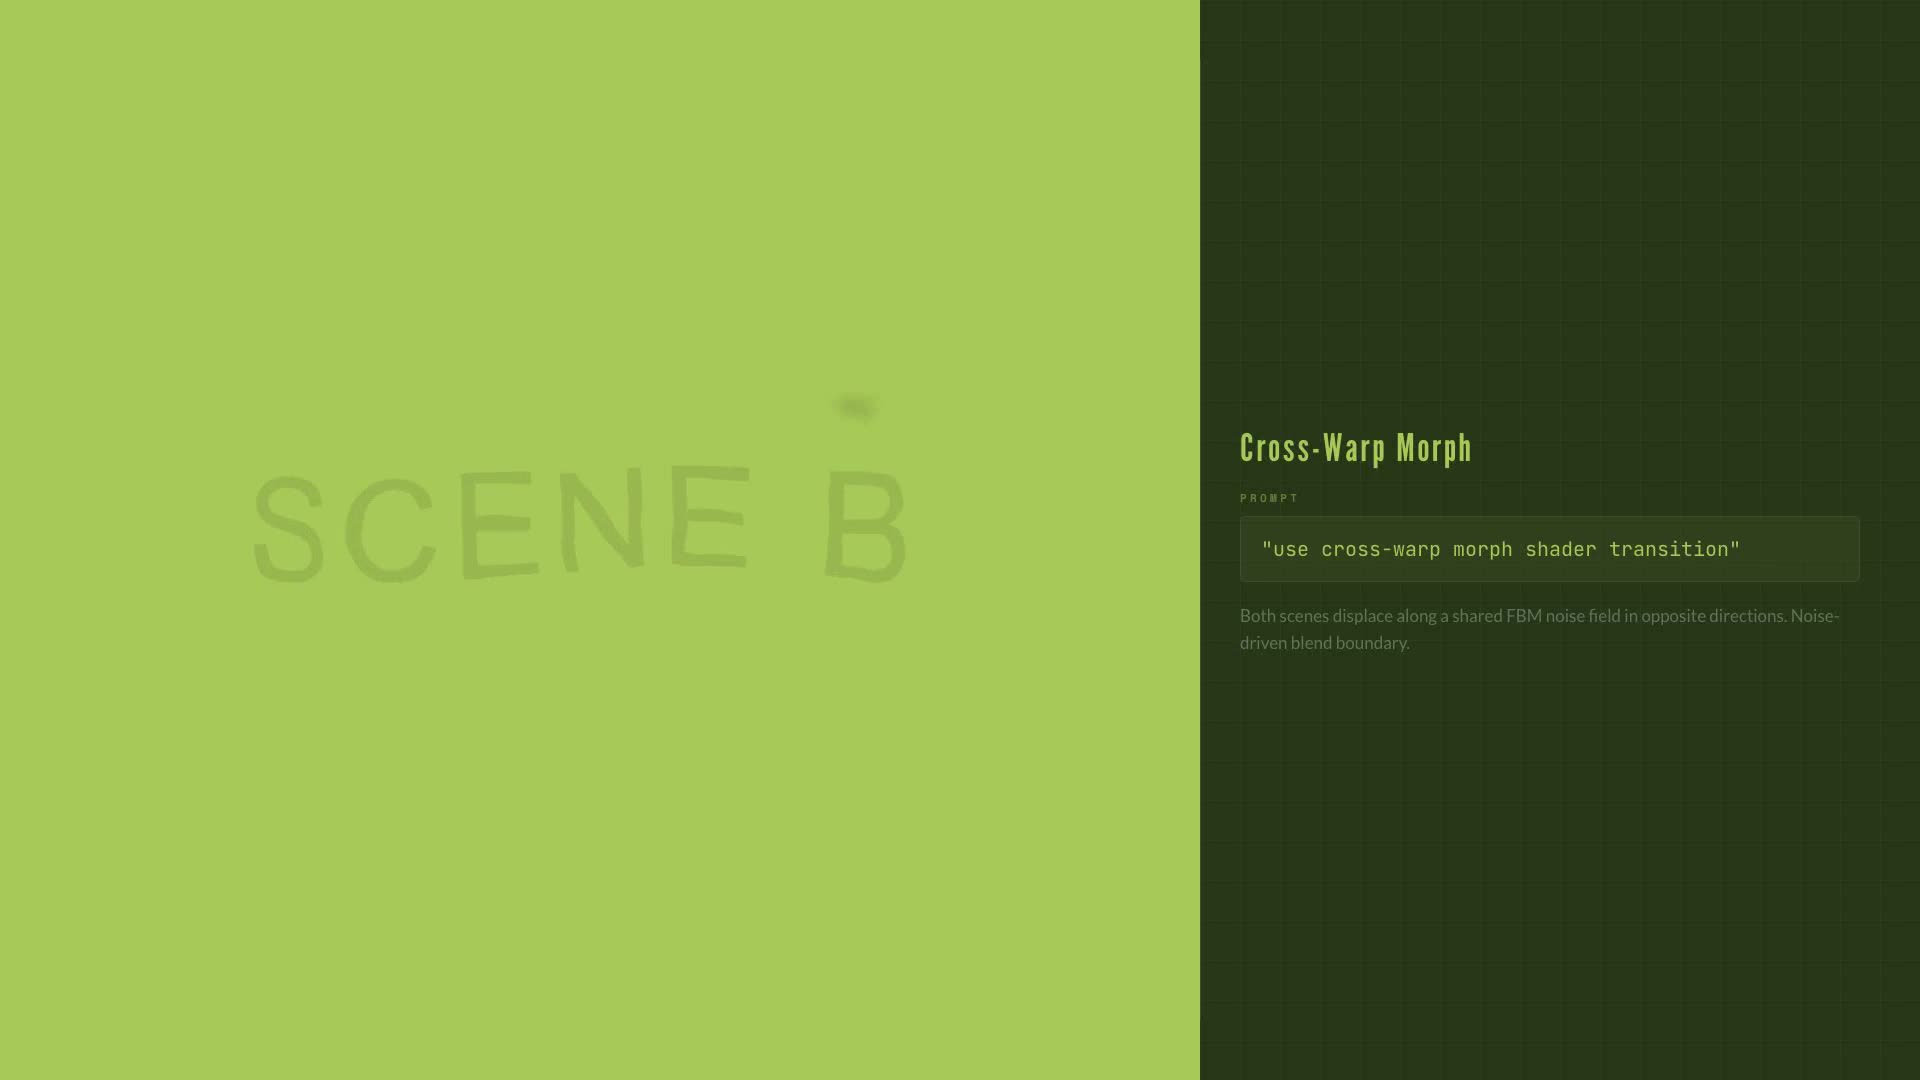 SCENE B
Cross-Warp Morph
PROMPT
"use cross-warp morph shader transition"
Both scenes displace along a shared FBM noise field in opposite directions. Noise-
driven blend boundary.